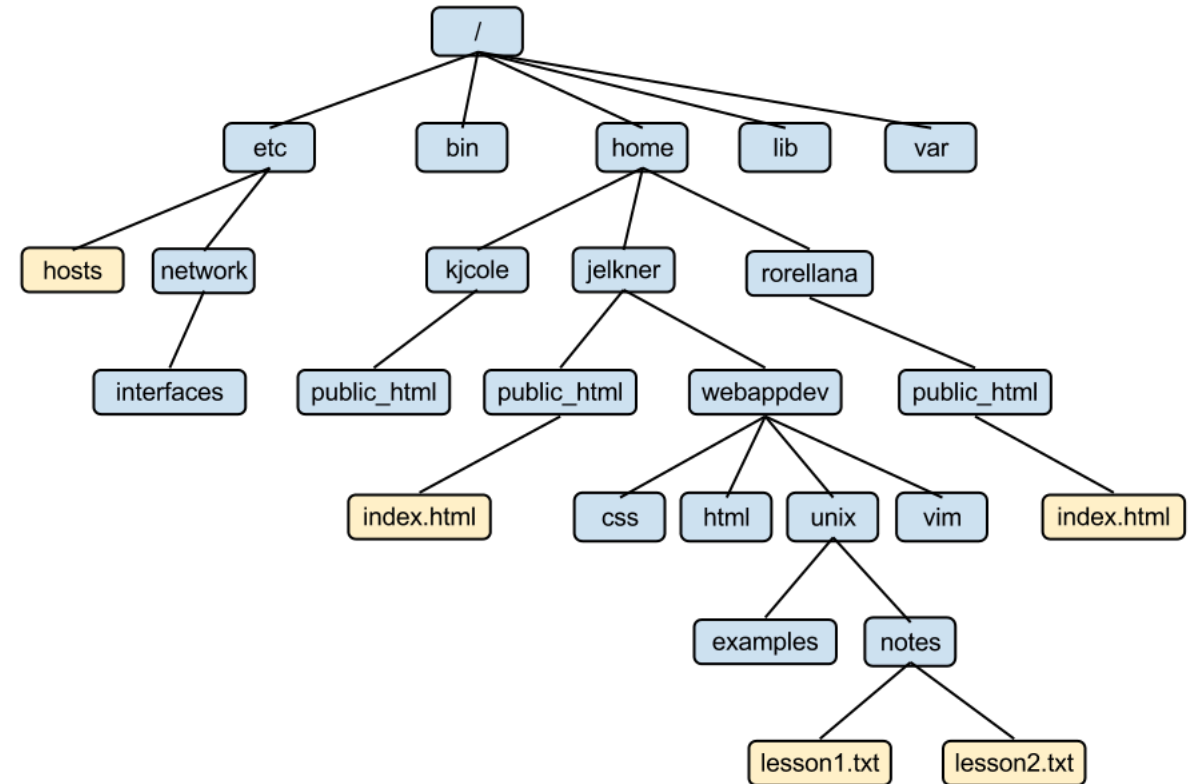 /
etc
bin
home
lib
var
hosts
network
kjcole
jelkner
rorellana
interfaces
public_html
public_html
webappdev
public_html
index.html
css
html
unix
vim
index.html
examples
notes
lesson1.txt
lesson2.txt